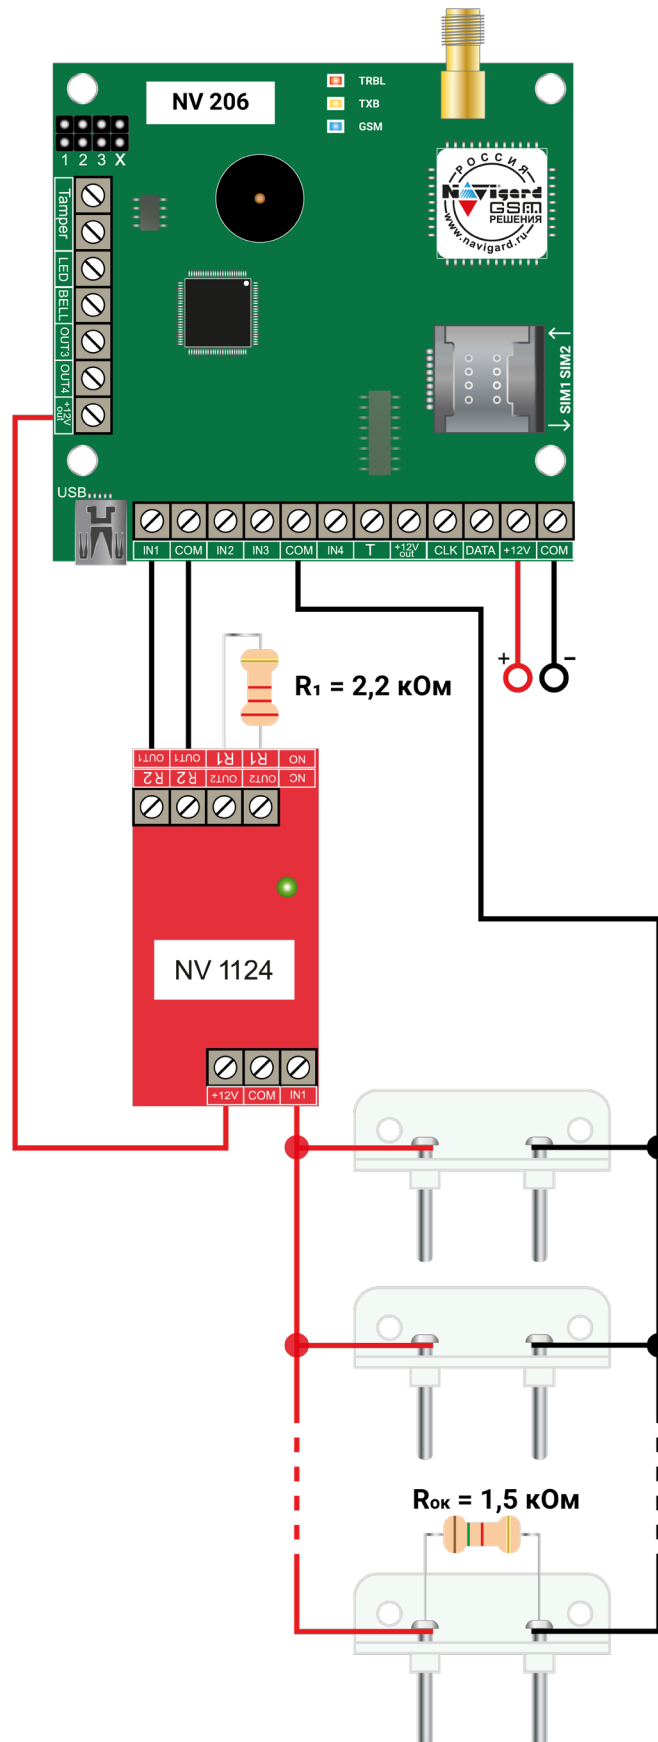 NV 206
TRBL
TXB
GSM
1 2 3 X
РОССИЯ
NAVigard
GSM
РЕШЕНИЯ
www.navigard.ru
Tamper
LED
BELL
OUT3
OUT4
+12V out
SIM1 SIM2
USB
IN1 COM IN2 IN3 COM IN4 T +12V out CLK DATA +12V COM
+ −
R1 = 2,2 кОм
OUT1 OUT1 R1 R1 NO
R2 R2 OUT2 OUT2 NC
NV 1124
+12V COM IN1
Rок = 1,5 кОм